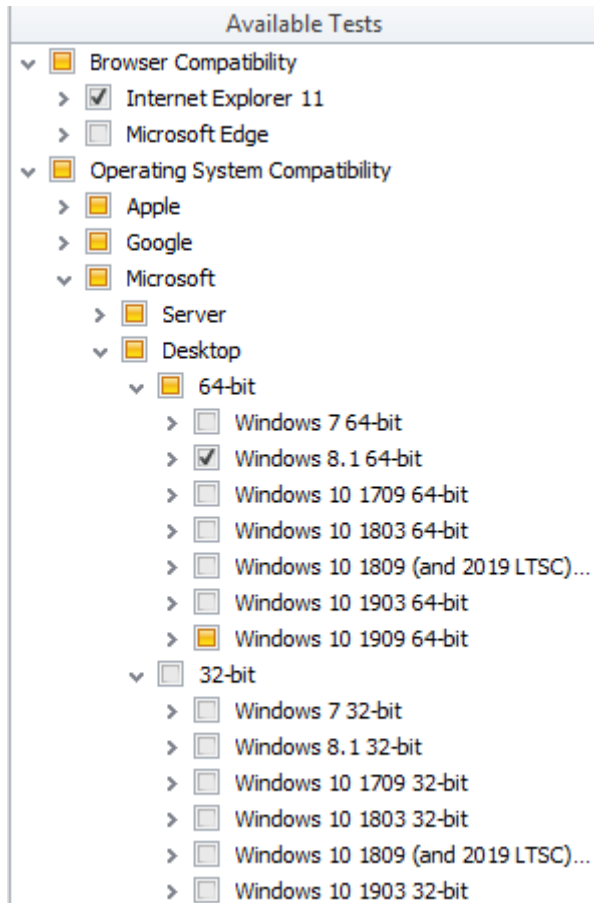 Available Tests
Browser Compatibility
Internet Explorer 11
Microsoft Edge
Operating System Compatibility
Apple
Google
Microsoft
Server
Desktop
64-bit
Windows 7 64-bit
Windows 8.1 64-bit
Windows 10 1709 64-bit
Windows 10 1803 64-bit
Windows 10 1809 (and 2019 LTSC)...
Windows 10 1903 64-bit
Windows 10 1909 64-bit
32-bit
Windows 7 32-bit
Windows 8.1 32-bit
Windows 10 1709 32-bit
Windows 10 1803 32-bit
Windows 10 1809 (and 2019 LTSC)...
Windows 10 1903 32-bit